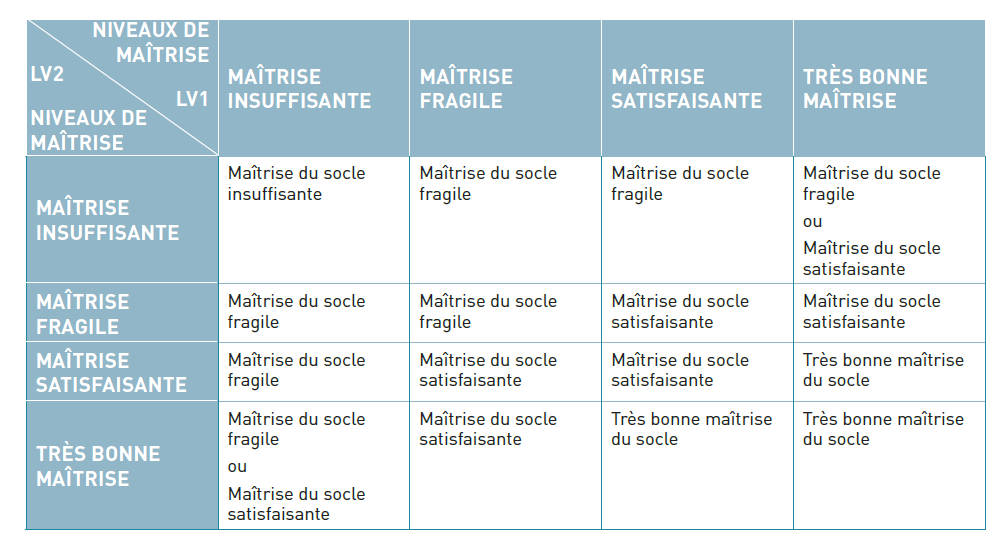 NIVEAUX DE
MAÎTRISE
LV2
LV1
NIVEAUX DE
MAÎTRISE
MAÎTRISE
INSUFFISANTE
MAÎTRISE
FRAGILE
MAÎTRISE
SATISFAISANTE
TRÈS BONNE
MAÎTRISE
MAÎTRISE
INSUFFISANTE
Maîtrise du socle
insuffisante
Maîtrise du socle
fragile
Maîtrise du socle
fragile
Maîtrise du socle
fragile
ou
Maîtrise du socle
satisfaisante
MAÎTRISE
FRAGILE
Maîtrise du socle
fragile
Maîtrise du socle
fragile
Maîtrise du socle
satisfaisante
Maîtrise du socle
satisfaisante
MAÎTRISE
SATISFAISANTE
Maîtrise du socle
fragile
Maîtrise du socle
satisfaisante
Maîtrise du socle
satisfaisante
Très bonne maîtrise
du socle
TRÈS BONNE
MAÎTRISE
Maîtrise du socle
fragile
ou
Maîtrise du socle
satisfaisante
Maîtrise du socle
satisfaisante
Très bonne maîtrise
du socle
Très bonne maîtrise
du socle